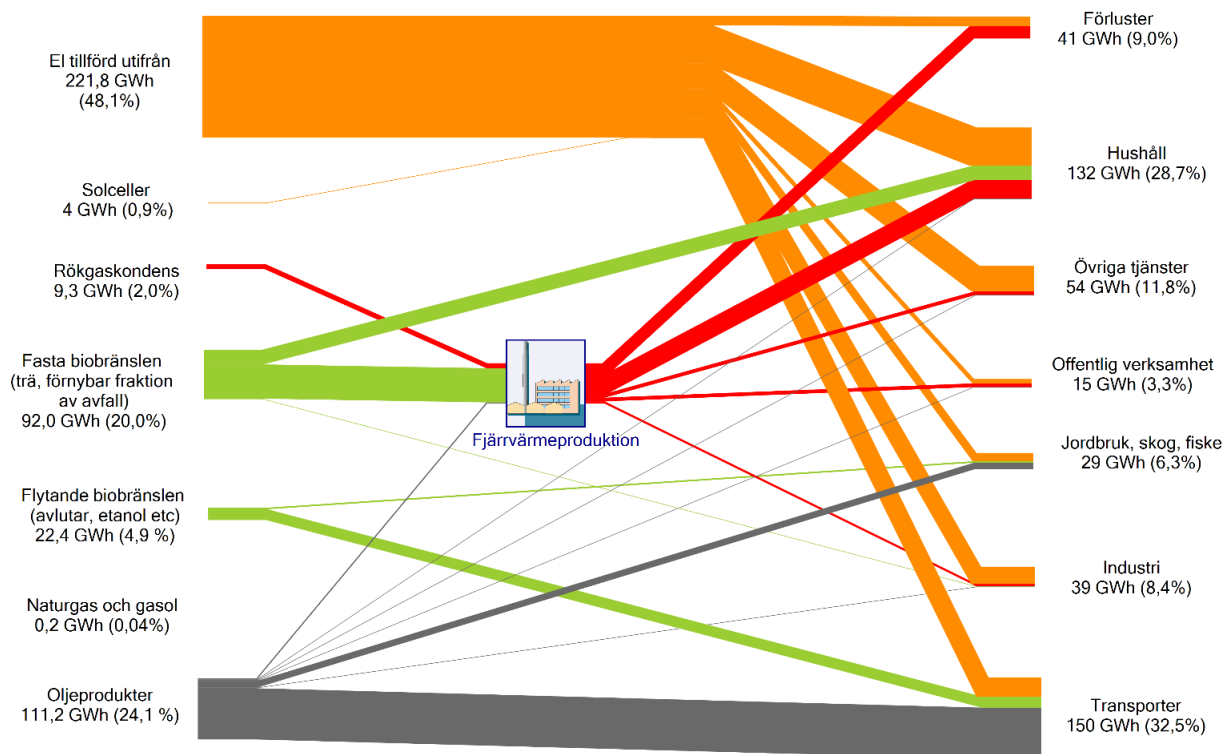 El tillförd utifrån
221,8 GWh
(48,1%)
Solceller
4 GWh (0,9%)
Rökgaskondens
9,3 GWh (2,0%)
Fasta biobränslen
(trä, förnybar fraktion
av avfall)
92,0 GWh (20,0%)
Flytande biobränslen
(avlutar, etanol etc)
22,4 GWh (4,9 %)
Naturgas och gasol
0,2 GWh (0,04%)
Oljeprodukter
111,2 GWh (24,1 %)
Fjärrvärmeproduktion
Förluster
41 GWh (9,0%)
Hushåll
132 GWh (28,7%)
Övriga tjänster
54 GWh (11,8%)
Offentlig verksamhet
15 GWh (3,3%)
Jordbruk, skog, fiske
29 GWh (6,3%)
Industri
39 GWh (8,4%)
Transporter
150 GWh (32,5%)